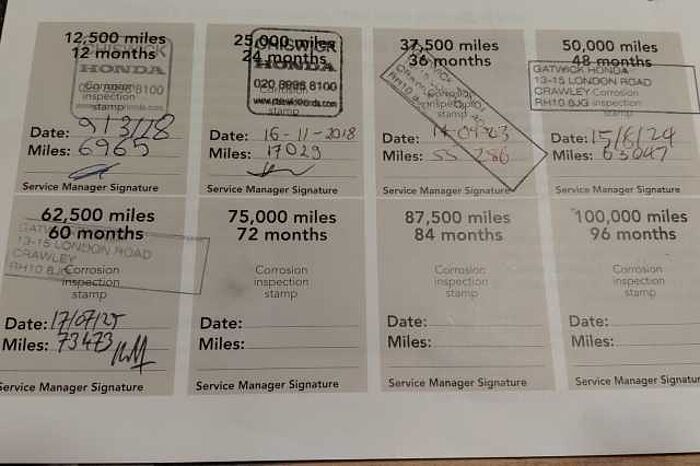 12,500 miles
12 months
CHISWICK
HONDA
8100
Corrosion
inspection
stamp
Date: 9/3/18
Miles: 6965
Service Manager Signature
25,000 miles
24 months
CHISWICK
HONDA
020 8995 8100
Date: 16-11-2018
Miles: 17029
Service Manager Signature
37,500 miles
36 months
Corrosion
inspection
stamp
Date:
Miles: 55 286
Service Manager Signature
50,000 miles
48 months
GATWICK HONDA
13-15 LONDON ROAD
CRAWLEY Corrosion
RH10 8JG inspection
stamp
Date: 15/8/24
Miles: 63047
Service Manager Signature
62,500 miles
60 months
GATWICK
13-15 LONDON ROAD
CRAWLEY
RH10 8JG
Corrosion
inspection
stamp
Date: 17/07/25
Miles: 73473
Service Manager Signature
75,000 miles
72 months
Corrosion
inspection
stamp
Date:
Miles:
Service Manager Signature
87,500 miles
84 months
Corrosion
inspection
stamp
Date:
Miles:
Service Manager Signature
100,000 miles
96 months
Corrosion
inspection
stamp
Date:
Miles:
Service Manager Signature